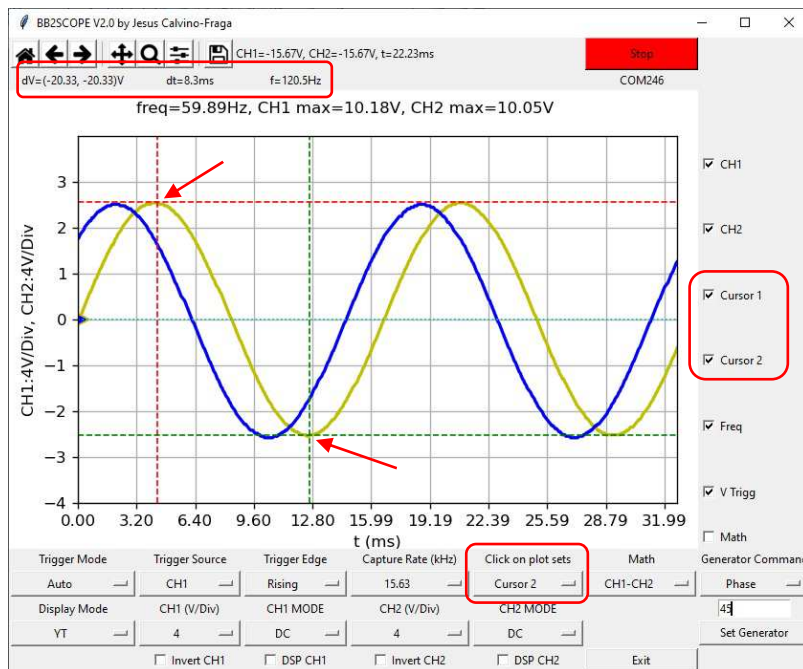 BB2SCOPE V2.0 by Jesus Calvino-Fraga
CH1=-15.67V, CH2=-15.67V, t=22.23ms
Stop
dV=(-20.33, -20.33)V dt=8.3ms f=120.5Hz
COM246
freq=59.89Hz, CH1 max=10.18V, CH2 max=10.05V
CH1:4V/Div, CH2:4V/Div
3
2
1
0
−1
−2
−3
−4
0.00 3.20 6.40 9.60 12.80 15.99 19.19 22.39 25.59 28.79 31.99
t (ms)
CH1
CH2
Cursor 1
Cursor 2
Freq
V Trigg
Math
Trigger Mode Trigger Source Trigger Edge Capture Rate (kHz) Click on plot sets Math Generator Command
Auto CH1 Rising 15.63 Cursor 2 CH1-CH2 Phase
Display Mode CH1 (V/Div) CH1 MODE CH2 (V/Div) CH2 MODE 45
YT 4 DC 4 DC Set Generator
Invert CH1 DSP CH1 Invert CH2 DSP CH2 Exit